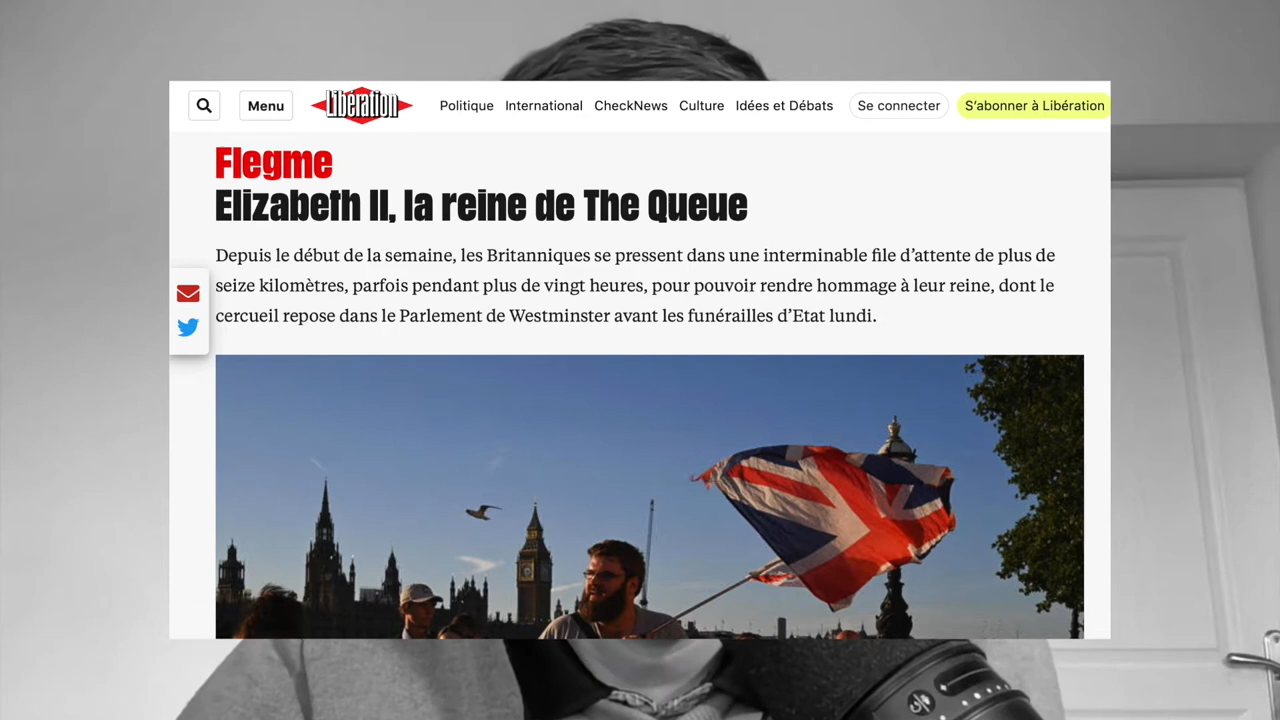 Menu
Libération
Politique International CheckNews Culture Idées et Débats
Se connecter
S'abonner à Libération
Flegme
Elizabeth II, la reine de The Queue
Depuis le début de la semaine, les Britanniques se pressent dans une interminable file d’attente de plus de
seize kilomètres, parfois pendant plus de vingt heures, pour pouvoir rendre hommage à leur reine, dont le
cercueil repose dans le Parlement de Westminster avant les funérailles d’Etat lundi.